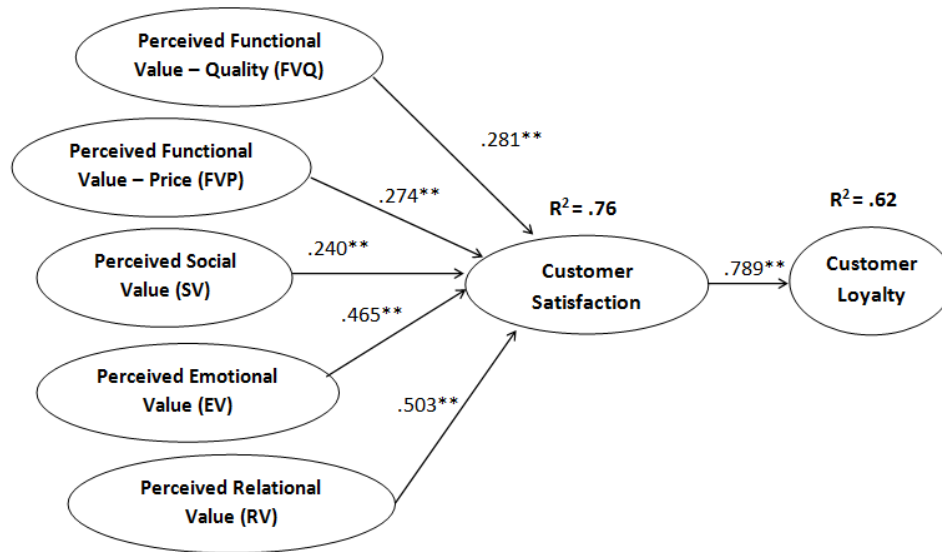 Perceived Functional
Value – Quality (FVQ)
.281**
Perceived Functional
Value – Price (FVP)
.274**
R² = .76
R² = .62
.240**
Perceived Social
Value (SV)
Customer
Satisfaction
.789**
Customer
Loyalty
.465**
Perceived Emotional
Value (EV)
.503**
Perceived Relational
Value (RV)